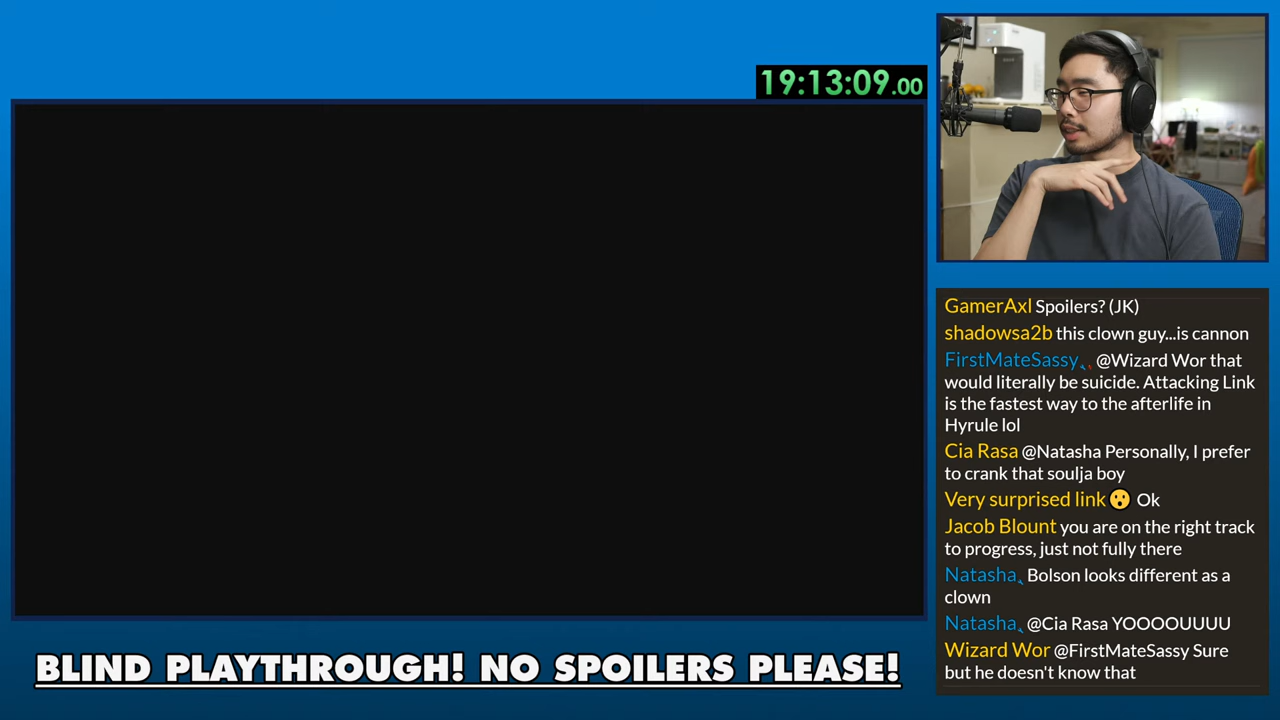 19:13:09.00
GamerAxl Spoilers? (JK)
shadowsa2b this clown guy...is cannon
FirstMateSassy @Wizard Wor that
would literally be suicide. Attacking Link
is the fastest way to the afterlife in
Hyrule lol
Cia Rasa @Natasha Personally, I prefer
to crank that soulja boy
Very surprised link😮 Ok
Jacob Blount you are on the right track
to progress, just not fully there
Natasha Bolson looks different as a
clown
Natasha @Cia Rasa YOOOOUUUU
Wizard Wor @FirstMateSassy Sure
but he doesn't know that
BLIND PLAYTHROUGH! NO SPOILERS PLEASE!